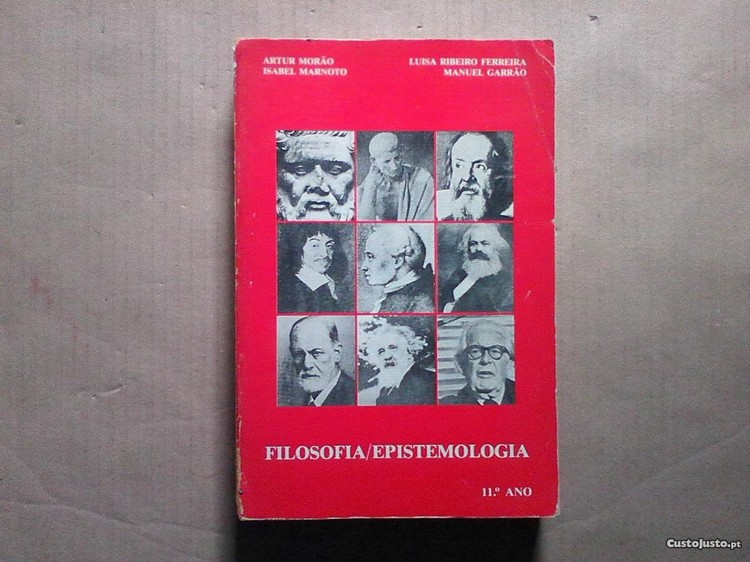 ARTUR MORÃO
ISABEL MARNOTO
LUISA RIBEIRO FERREIRA
MANUEL GARRÃO
FILOSOFIA/EPISTEMOLOGIA
11.º ANO
CustoJusto.pt